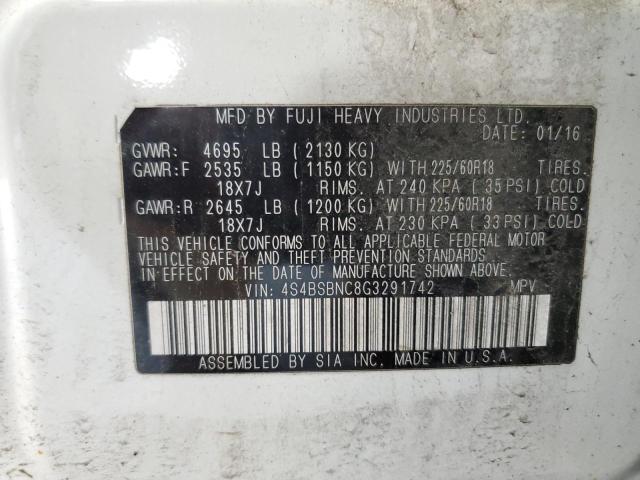 MFD BY FUJI HEAVY INDUSTRIES LTD.
DATE: 01/16
GVWR: 4695 LB ( 2130 KG)
GAWR:F 2535 LB ( 1150 KG) WITH 225/60R18 TIRES.
18X7J RIMS. AT 240 KPA ( 35 PSI) COLD
GAWR:R 2645 LB ( 1200 KG) WITH 225/60R18 TIRES.
18X7J RIMS. AT 230 KPA ( 33 PSI) COLD
THIS VEHICLE CONFORMS TO ALL APPLICABLE FEDERAL MOTOR
VEHICLE SAFETY AND THEFT PREVENTION STANDARDS
IN EFFECT ON THE DATE OF MANUFACTURE SHOWN ABOVE.
VIN: 4S4BSBNC8G3291742 MPV
ASSEMBLED BY SIA INC. MADE IN U.S.A.